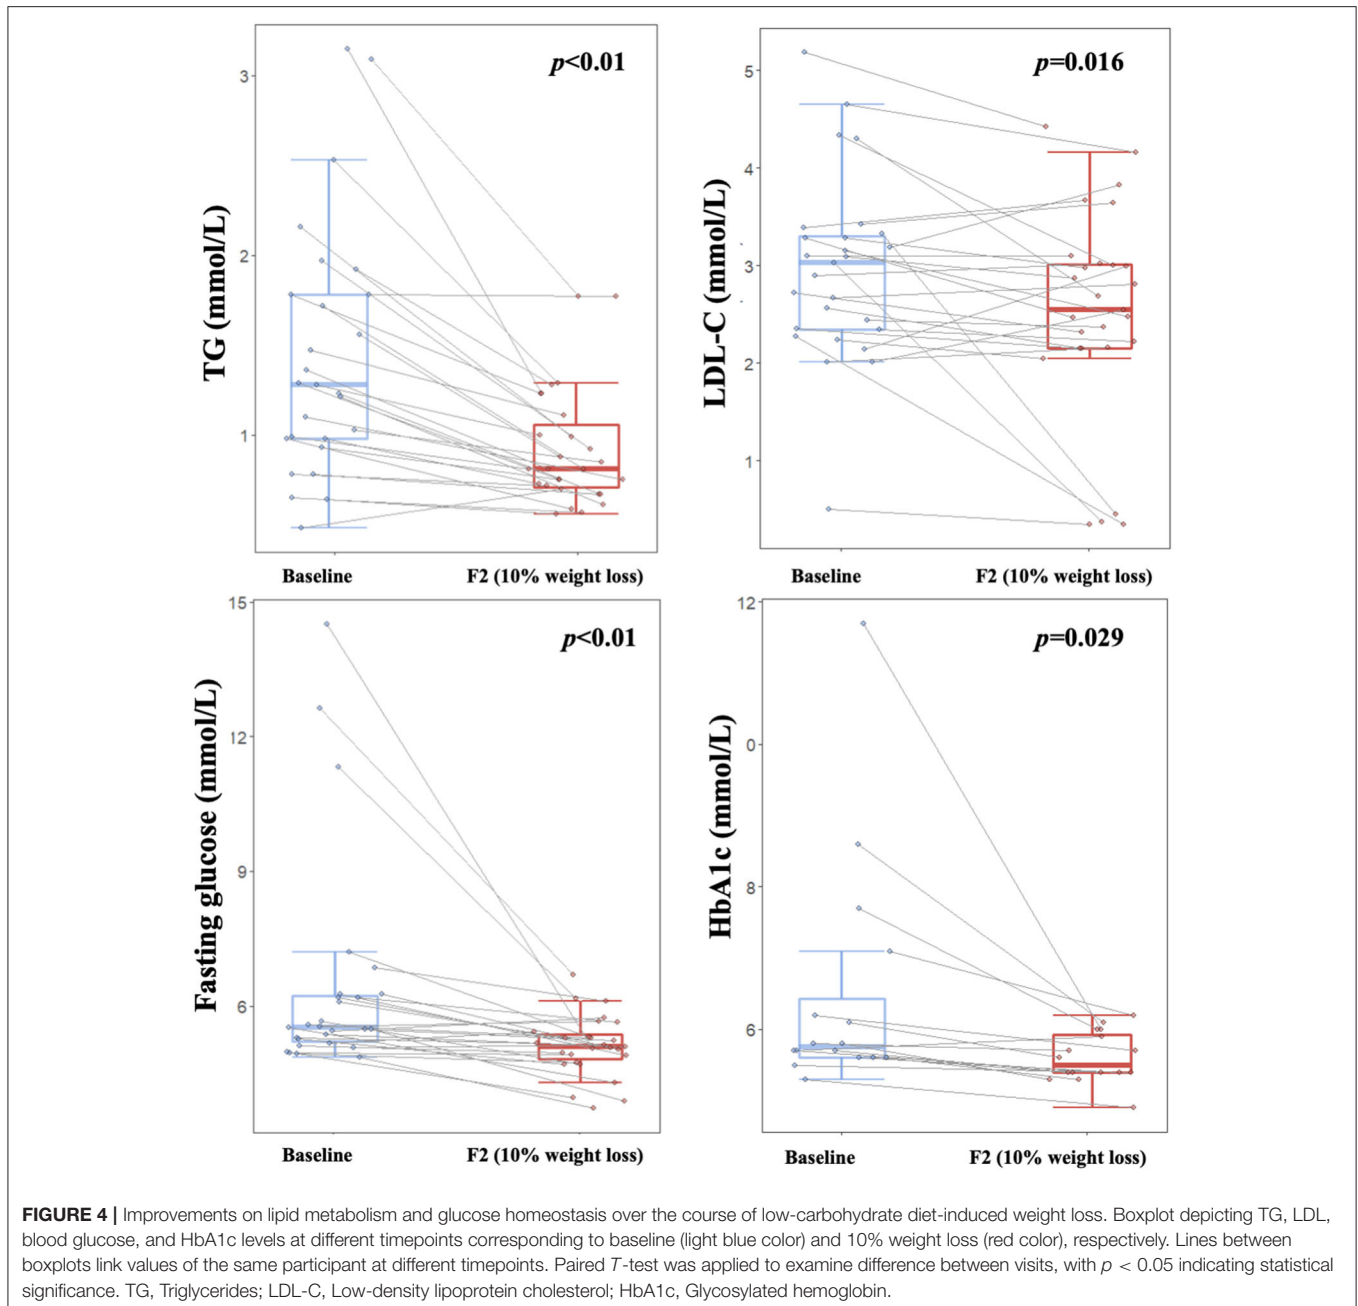 p<0.01
3
2
1
TG (mmol/L)
Baseline
F2 (10% weight loss)
p=0.016
5
4
3
2
1
LDL-C (mmol/L)
Baseline
F2 (10% weight loss)
p<0.01
15
12
9
6
Fasting glucose (mmol/L)
Baseline
F2 (10% weight loss)
p=0.029
12
0
8
6
HbA1c (mmol/L)
Baseline
F2 (10% weight loss)
FIGURE 4 | Improvements on lipid metabolism and glucose homeostasis over the course of low-carbohydrate diet-induced weight loss. Boxplot depicting TG, LDL,
blood glucose, and HbA1c levels at different timepoints corresponding to baseline (light blue color) and 10% weight loss (red color), respectively. Lines between
boxplots link values of the same participant at different timepoints. Paired T-test was applied to examine difference between visits, with p < 0.05 indicating statistical
significance. TG, Triglycerides; LDL-C, Low-density lipoprotein cholesterol; HbA1c, Glycosylated hemoglobin.